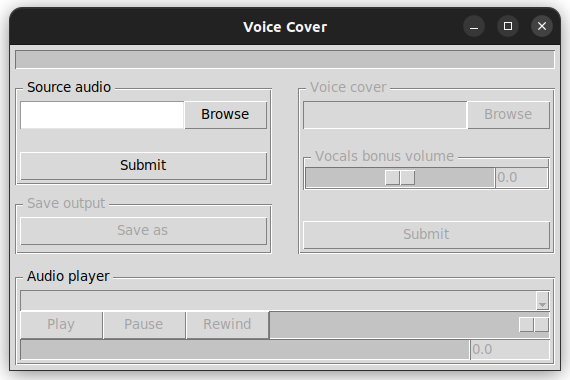 Voice Cover
Source audio
Browse
Submit
Save output
Save as
Voice cover
Browse
Vocals bonus volume
0.0
Submit
Audio player
Play Pause Rewind
0.0